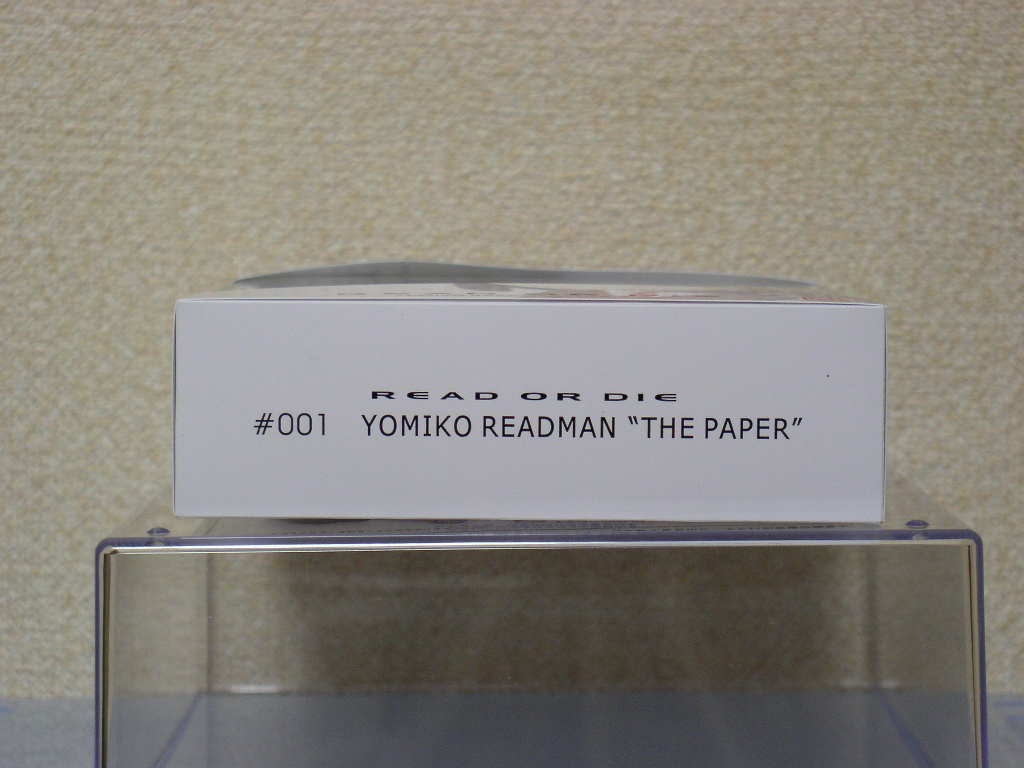 READ OR DIE
#001 YOMIKO READMAN “THE PAPER”